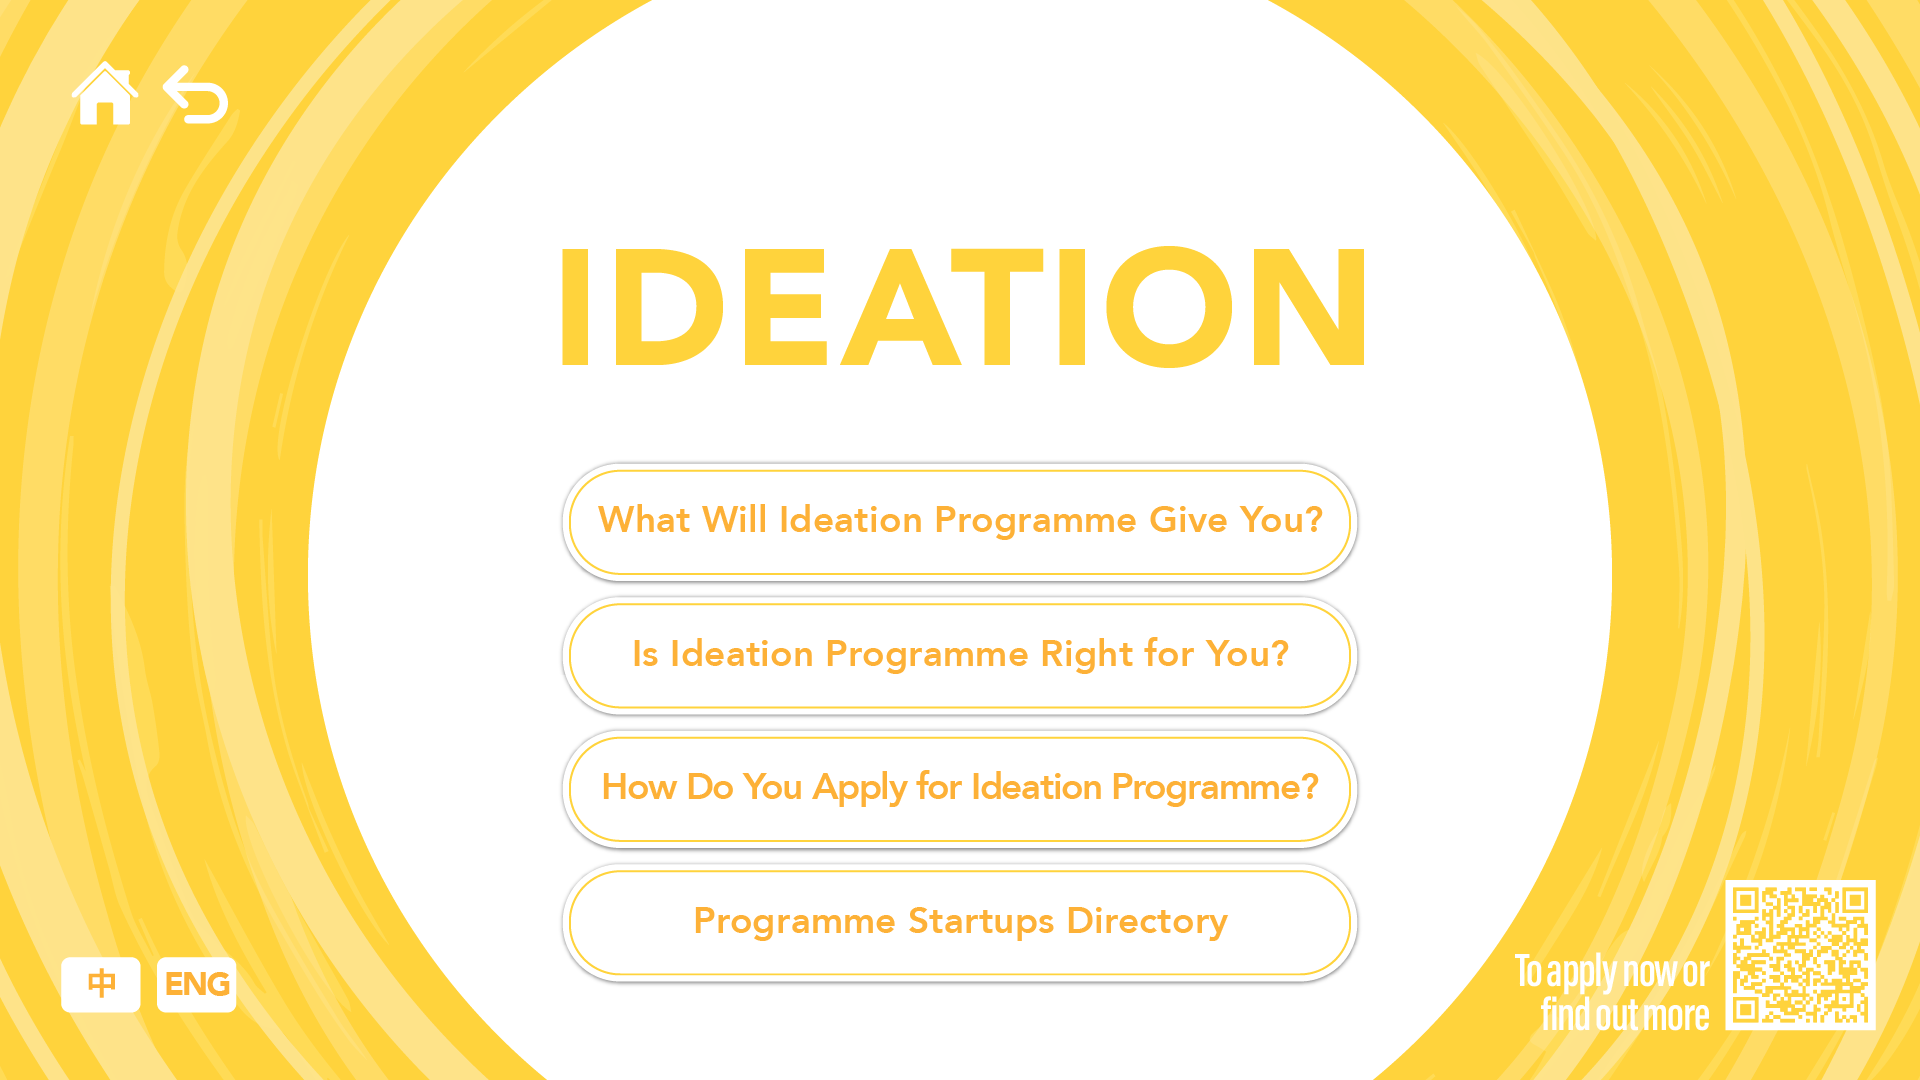 IDEATION
What Will Ideation Programme Give You?
Is Ideation Programme Right for You?
How Do You Apply for Ideation Programme?
Programme Startups Directory
中
ENG
To apply now or
find out more